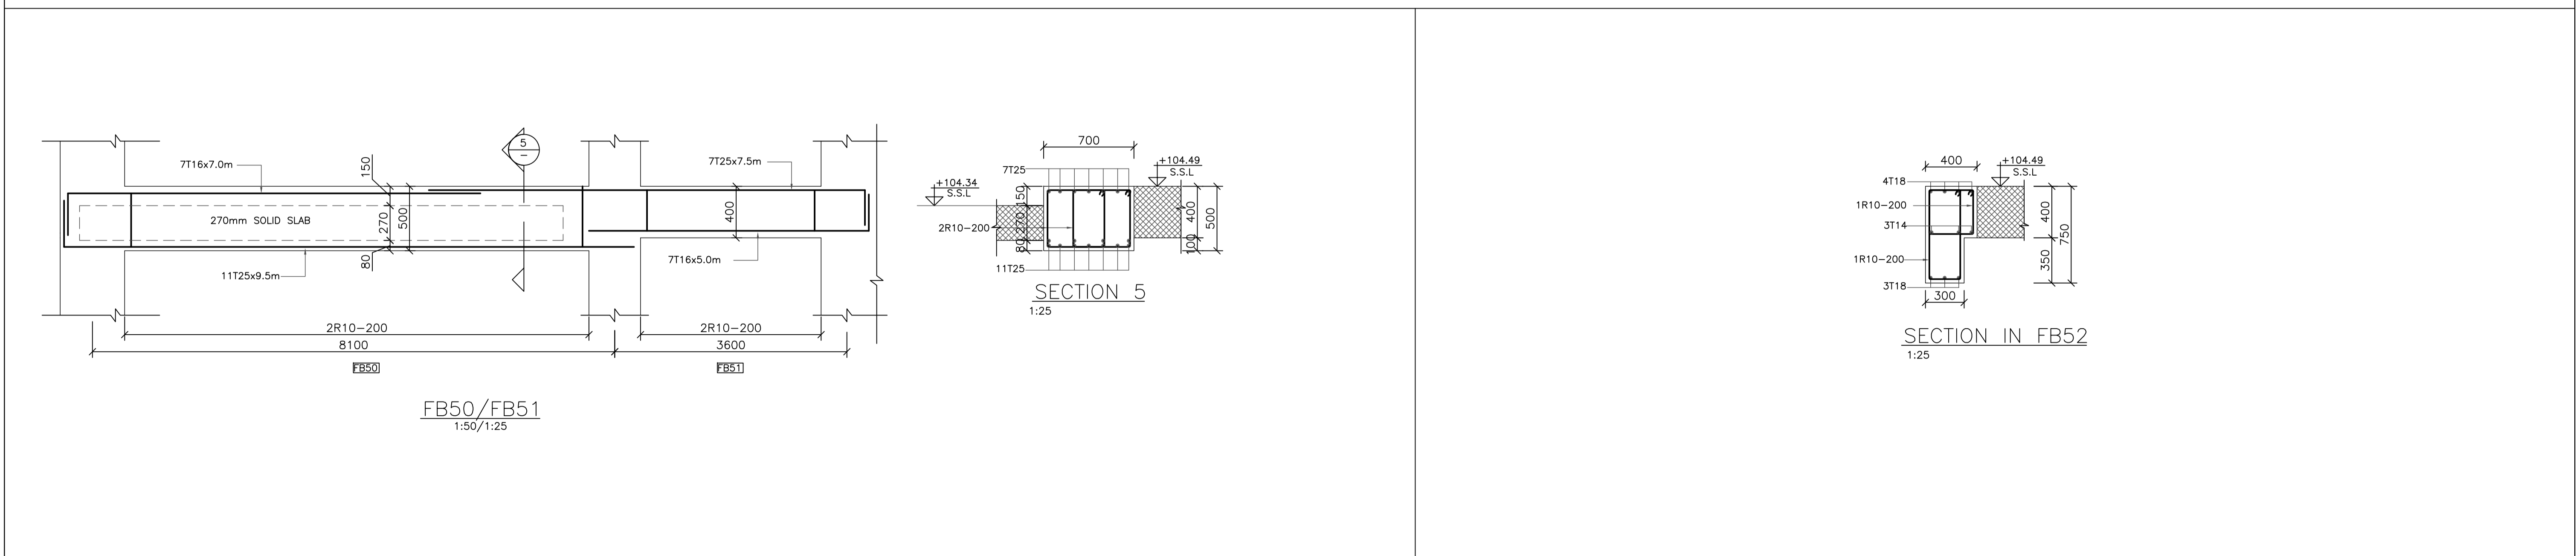 5
–
7T16x7.0m
150
7T25x7.5m
270mm SOLID SLAB
270
500
400
80
11T25x9.5m
7T16x5.0m
2R10-200
2R10-200
8100
3600
FB50
FB51
FB50/FB51
1:50/1:25
700
7T25
+104.49
S.S.L
+104.34
S.S.L
150
270
80
400
100
500
2R10-200
11T25
SECTION 5
1:25
400
+104.49
S.S.L
4T18
1R10-200
3T14
400
750
350
1R10-200
3T18
300
SECTION IN FB52
1:25